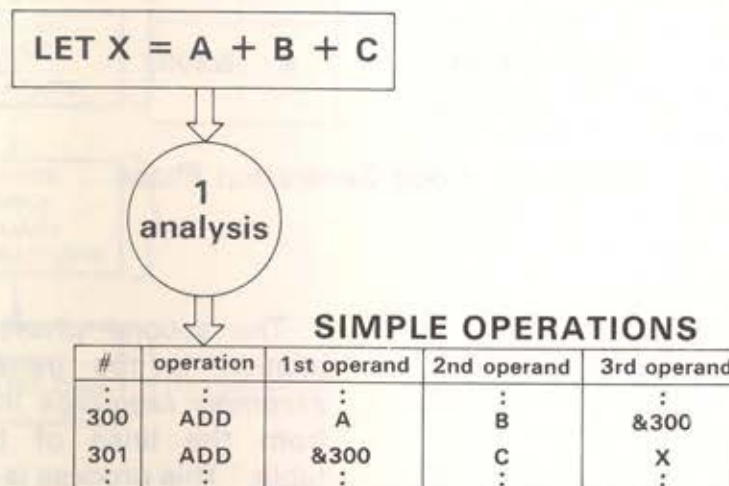 LET X = A + B + C
1
analysis
SIMPLE OPERATIONS
# operation 1st operand 2nd operand 3rd operand
: : : : :
300 ADD A B &300
301 ADD &300 C X
: : : : :